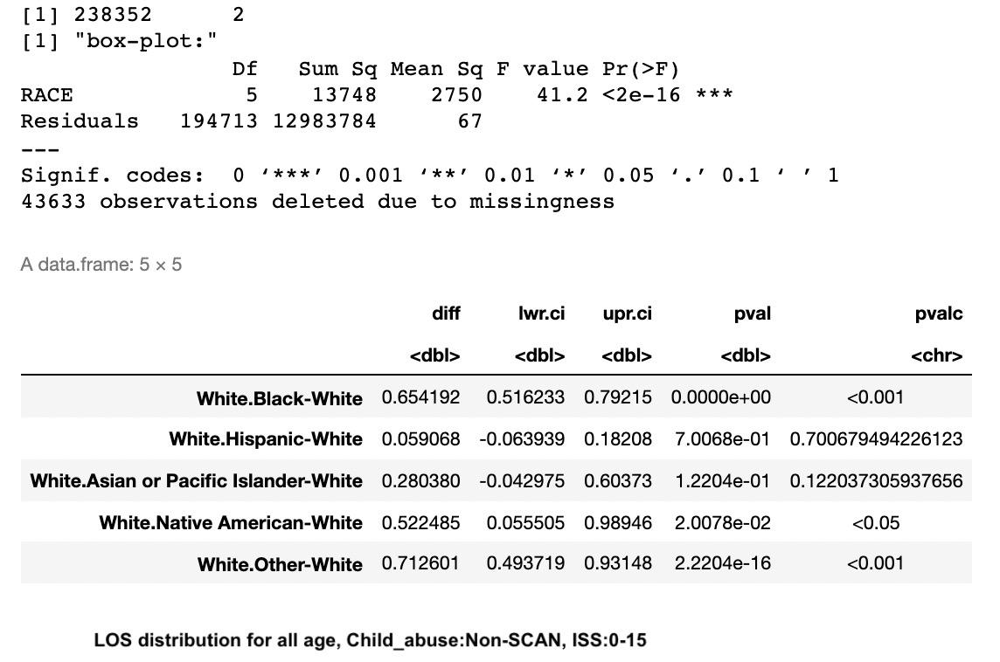 [1] 238352      2
[1] "box-plot:"
                Df   Sum Sq Mean Sq F value Pr(>F)
RACE             5    13748    2750    41.2 <2e-16 ***
Residuals   194713 12983784      67
---
Signif. codes:  0 ‘***’ 0.001 ‘**’ 0.01 ‘*’ 0.05 ‘.’ 0.1 ‘ ’ 1
43633 observations deleted due to missingness
A data.frame: 5 × 5
diff lwr.ci upr.ci pval pvalc
<dbl> <dbl> <dbl> <dbl> <chr>
White.Black-White 0.654192 0.516233 0.79215 0.0000e+00 <0.001
White.Hispanic-White 0.059068 -0.063939 0.18208 7.0068e-01 0.700679494226123
White.Asian or Pacific Islander-White 0.280380 -0.042975 0.60373 1.2204e-01 0.122037305937656
White.Native American-White 0.522485 0.055505 0.98946 2.0078e-02 <0.05
White.Other-White 0.712601 0.493719 0.93148 2.2204e-16 <0.001
LOS distribution for all age, Child_abuse:Non-SCAN, ISS:0-15